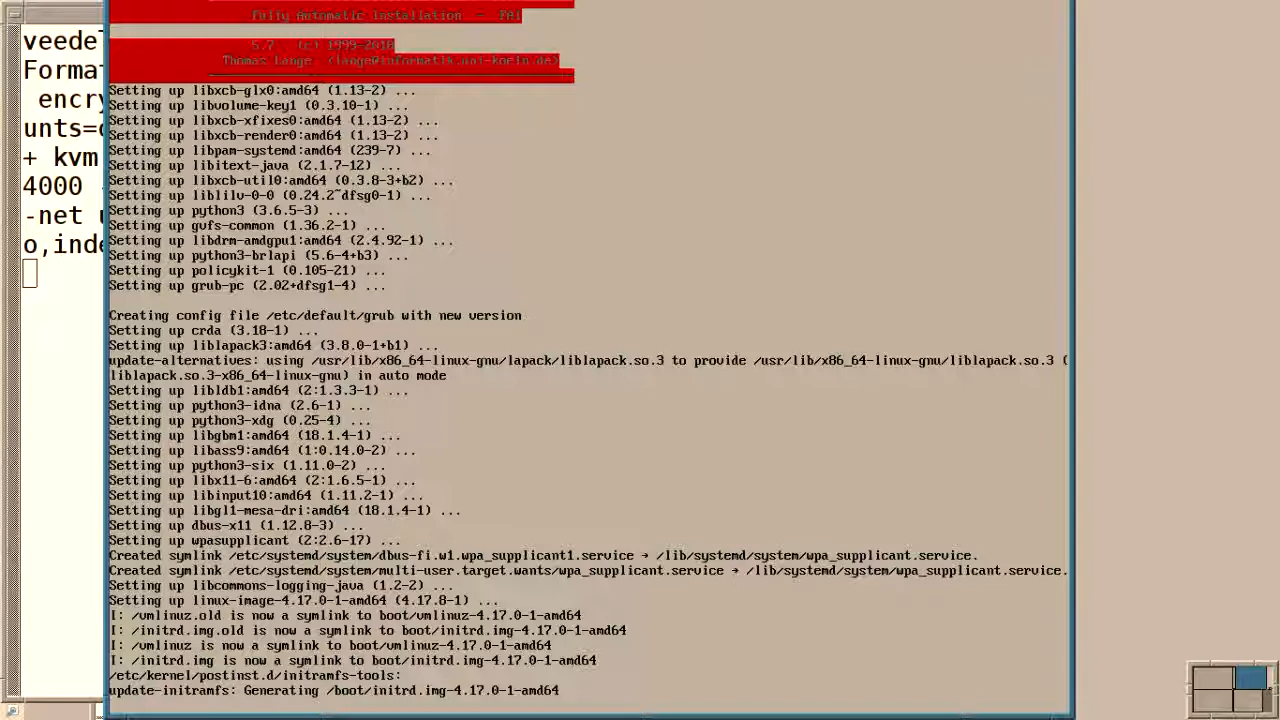 Fully Automatic Installation - FAI
5.7 (c) 1999-2018
Thomas Lange <lange@informatik.uni-koeln.de>
veede
Forma
encry
unts=
+ kvm
4000
-net
o,inde
Setting up libxcb-glx0:amd64 (1.13-2) ...
Setting up libvolume-key1 (0.3.10-1) ...
Setting up libxcb-xfixes0:amd64 (1.13-2) ...
Setting up libxcb-render0:amd64 (1.13-2) ...
Setting up libpam-systemd:amd64 (239-7) ...
Setting up libitext-java (2.1.7-12) ...
Setting up libxcb-util0:amd64 (0.3.8-3+b2) ...
Setting up liblilv-0-0 (0.24.2~dfsg0-1) ...
Setting up python3 (3.6.5-3) ...
Setting up gvfs-common (1.36.2-1) ...
Setting up libdrm-amdgpu1:amd64 (2.4.92-1) ...
Setting up python3-brlapi (5.6-4+b3) ...
Setting up policykit-1 (0.105-21) ...
Setting up grub-pc (2.02+dfsg1-4) ...
Creating config file /etc/default/grub with new version
Setting up crda (3.18-1) ...
Setting up liblapack3:amd64 (3.8.0-1+b1) ...
update-alternatives: using /usr/lib/x86_64-linux-gnu/lapack/liblapack.so.3 to provide /usr/lib/x86_64-linux-gnu/liblapack.so.3 (
liblapack.so.3-x86_64-linux-gnu) in auto mode
Setting up libldb1:amd64 (2:1.3.3-1) ...
Setting up python3-idna (2.6-1) ...
Setting up python3-xdg (0.25-4) ...
Setting up libgbm1:amd64 (18.1.4-1) ...
Setting up libass9:amd64 (1:0.14.0-2) ...
Setting up python3-six (1.11.0-2) ...
Setting up libx11-6:amd64 (2:1.6.5-1) ...
Setting up libinput10:amd64 (1.11.2-1) ...
Setting up libgl1-mesa-dri:amd64 (18.1.4-1) ...
Setting up dbus-x11 (1.12.8-3) ...
Setting up wpasupplicant (2:2.6-17) ...
Created symlink /etc/systemd/system/dbus-fi.w1.wpa_supplicant1.service → /lib/systemd/system/wpa_supplicant.service.
Created symlink /etc/systemd/system/multi-user.target.wants/wpa_supplicant.service → /lib/systemd/system/wpa_supplicant.service.
Setting up libcommons-logging-java (1.2-2) ...
Setting up linux-image-4.17.0-1-amd64 (4.17.8-1) ...
I: /vmlinuz.old is now a symlink to boot/vmlinuz-4.17.0-1-amd64
I: /initrd.img.old is now a symlink to boot/initrd.img-4.17.0-1-amd64
I: /vmlinuz is now a symlink to boot/vmlinuz-4.17.0-1-amd64
I: /initrd.img is now a symlink to boot/initrd.img-4.17.0-1-amd64
/etc/kernel/postinst.d/initramfs-tools:
update-initramfs: Generating /boot/initrd.img-4.17.0-1-amd64